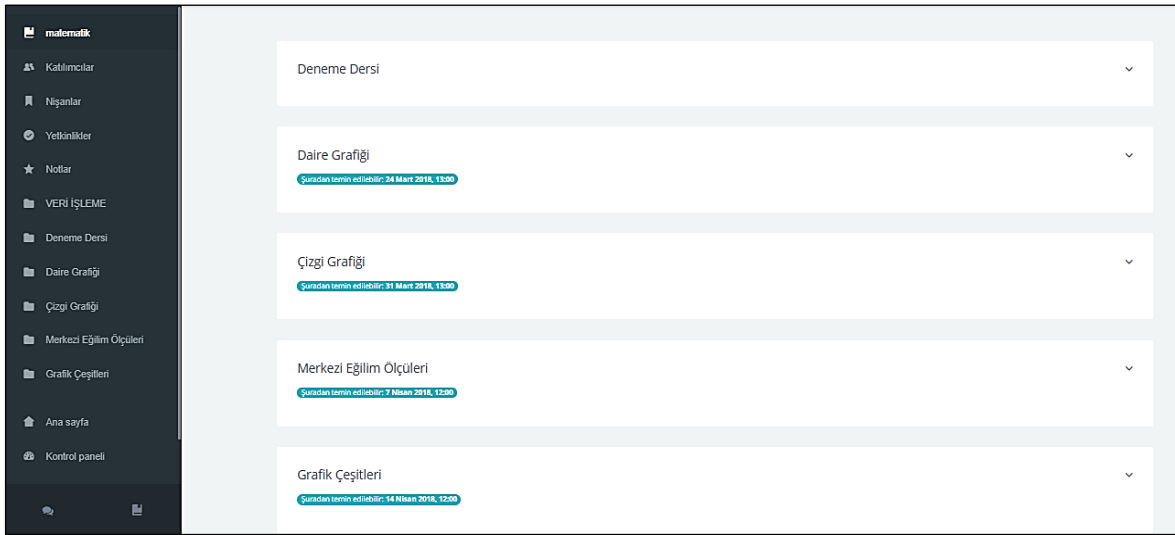 matematik
Katılımcılar
Nişanlar
Yetkinlikler
Notlar
VERİ İŞLEME
Deneme Dersi
Daire Grafiği
Çizgi Grafiği
Merkezi Eğilim Ölçüleri
Grafik Çeşitleri
Ana sayfa
Kontrol paneli
Deneme Dersi
Daire Grafiği
Şuradan temin edilebilir: 24 Mart 2018, 13:00
Çizgi Grafiği
Şuradan temin edilebilir: 31 Mart 2018, 13:00
Merkezi Eğilim Ölçüleri
Şuradan temin edilebilir: 7 Nisan 2018, 12:00
Grafik Çeşitleri
Şuradan temin edilebilir: 14 Nisan 2018, 12:00